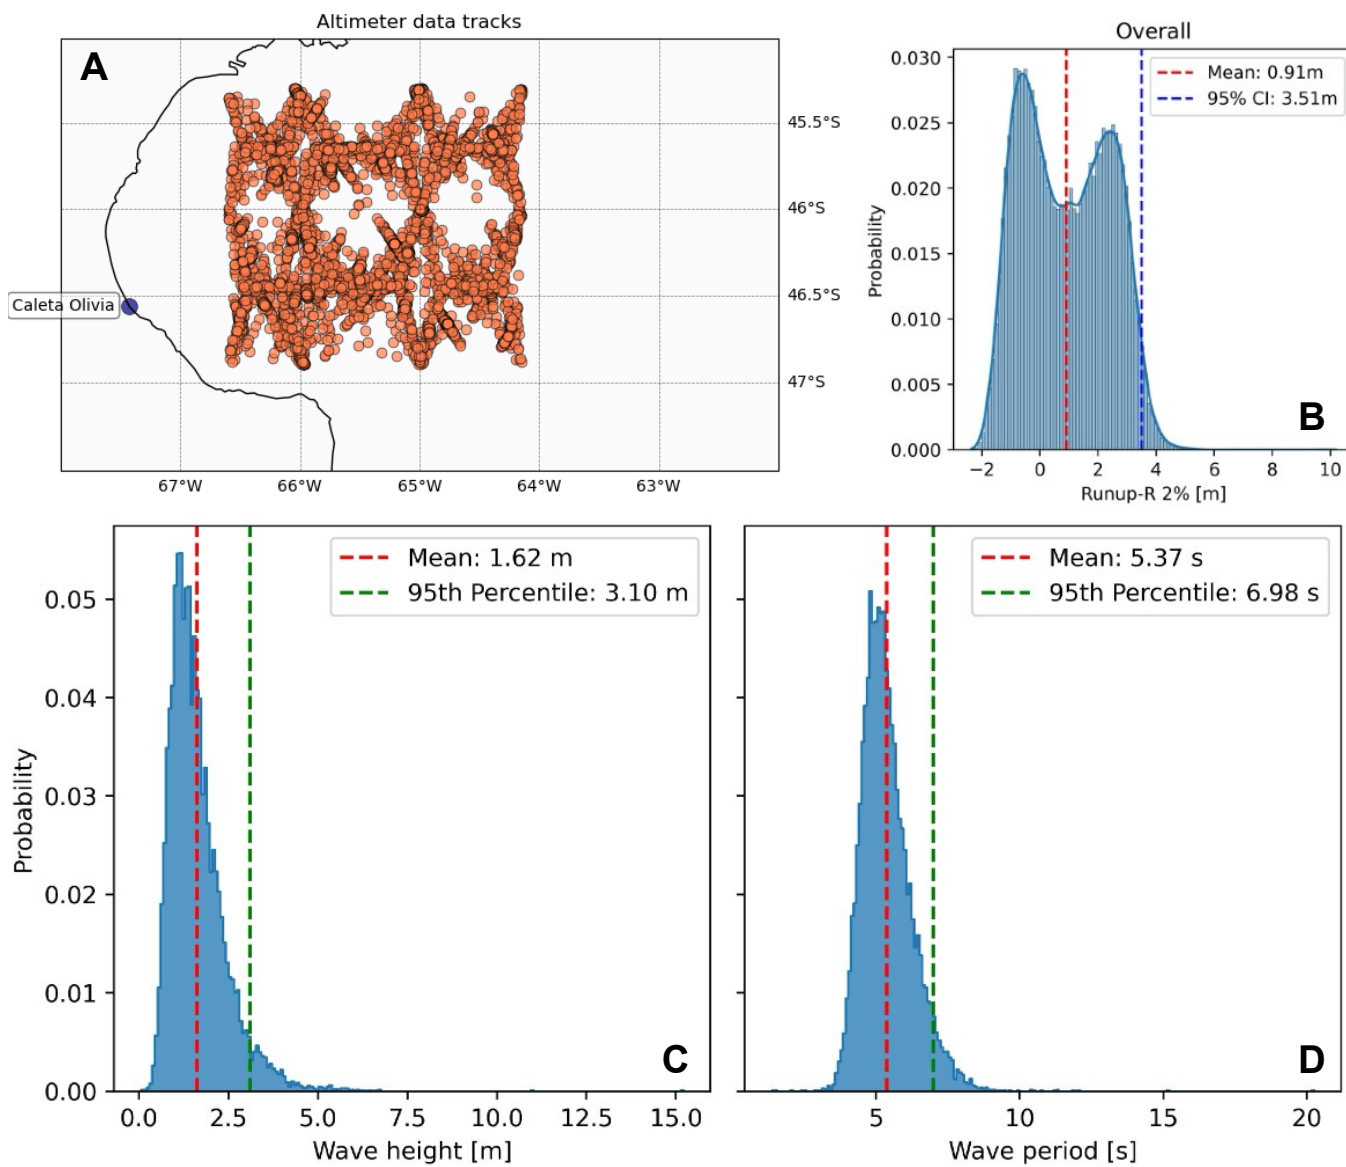 Altimeter data tracks
A
45.5°S
46°S
46.5°S
47°S
Caleta Olivia
67°W
66°W
65°W
64°W
63°W
Overall
Mean: 0.91m
95% CI: 3.51m
Probability
0.030
0.025
0.020
0.015
0.010
0.005
0.000
−2
0
2
4
6
8
10
Runup-R 2% [m]
B
Mean: 1.62 m
95th Percentile: 3.10 m
Probability
0.05
0.04
0.03
0.02
0.01
0.00
0.0
2.5
5.0
7.5
10.0
12.5
15.0
Wave height [m]
C
Mean: 5.37 s
95th Percentile: 6.98 s
5
10
15
20
Wave period [s]
D